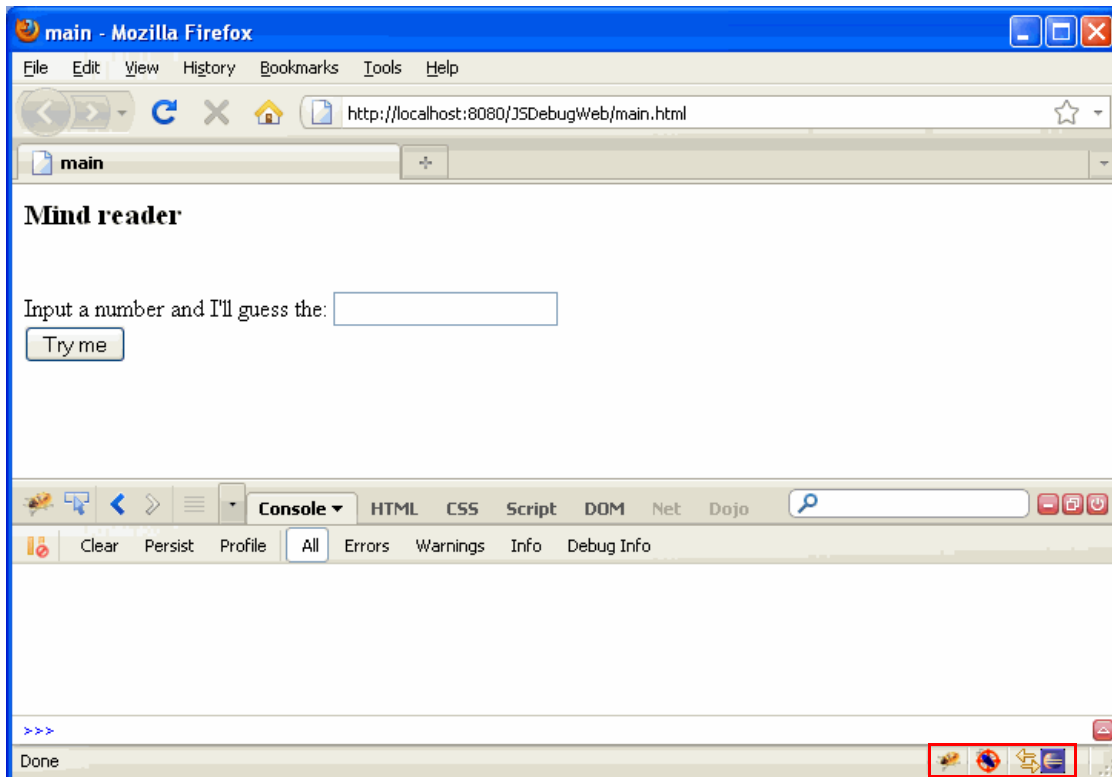 main - Mozilla Firefox
File Edit View History Bookmarks Tools Help
http://localhost:8080/JSDebugWeb/main.html
main
Mind reader
Input a number and I'll guess the:
Try me
Console HTML CSS Script DOM Net Dojo
Clear Persist Profile All Errors Warnings Info Debug Info
>>>
Done